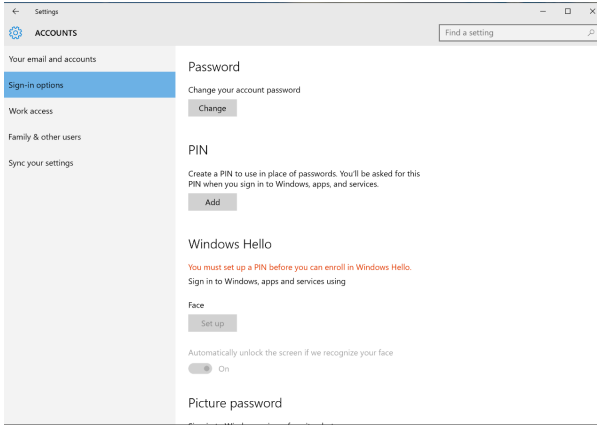 Settings
ACCOUNTS
Find a setting
Your email and accounts
Sign-in options
Work access
Family & other users
Sync your settings
Password
Change your account password
Change
PIN
Create a PIN to use in place of passwords. You'll be asked for this
PIN when you sign in to Windows, apps, and services.
Add
Windows Hello
You must set up a PIN before you can enroll in Windows Hello.
Sign in to Windows, apps and services using
Face
Set up
Automatically unlock the screen if we recognize your face
On
Picture password